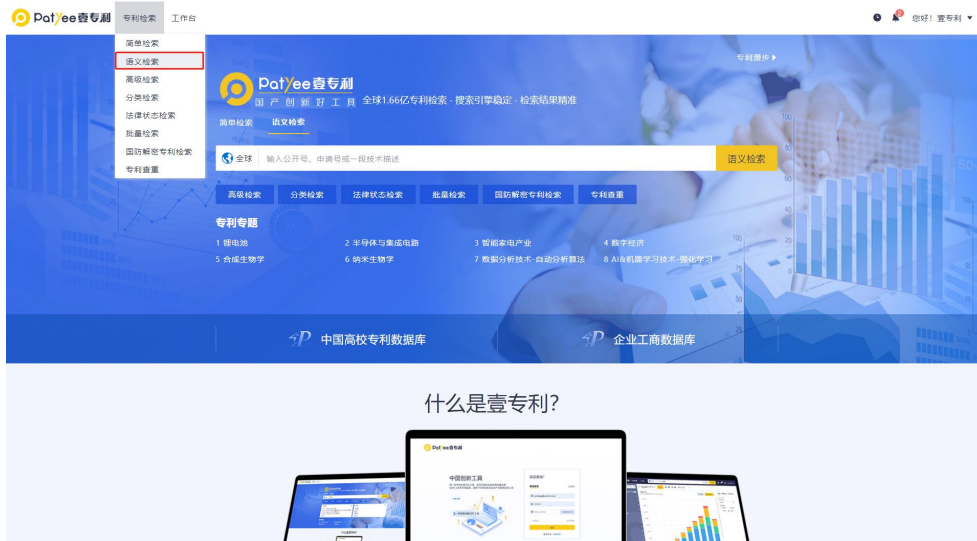 Patyee壹专利 专利检索 工作台 2 您好！壹专利
简单检索
语义检索
高级检索
分类检索
法律状态检索
批量检索
国防解密专利检索
专利查重
专利漫步
Patyee壹专利
国产创新好工具 全球1.66亿专利检索 · 搜索引擎稳定 · 检索结果精准
简单检索 语义检索
全球 输入公开号，申请号或一段技术描述 语义检索
高级检索 分类检索 法律状态检索 批量检索 国防解密专利检索 专利查重
专利专题
1 锂电池 2 半导体与集成电路 3 智能家电产业 4 数字经济
5 合成生物学 6 纳米生物学 7 数据分析技术-自动分析算法 8 AI&机器学习技术-强化学习
中国高校专利数据库 企业工商数据库
什么是壹专利？
Patyee壹专利
中国创新工具